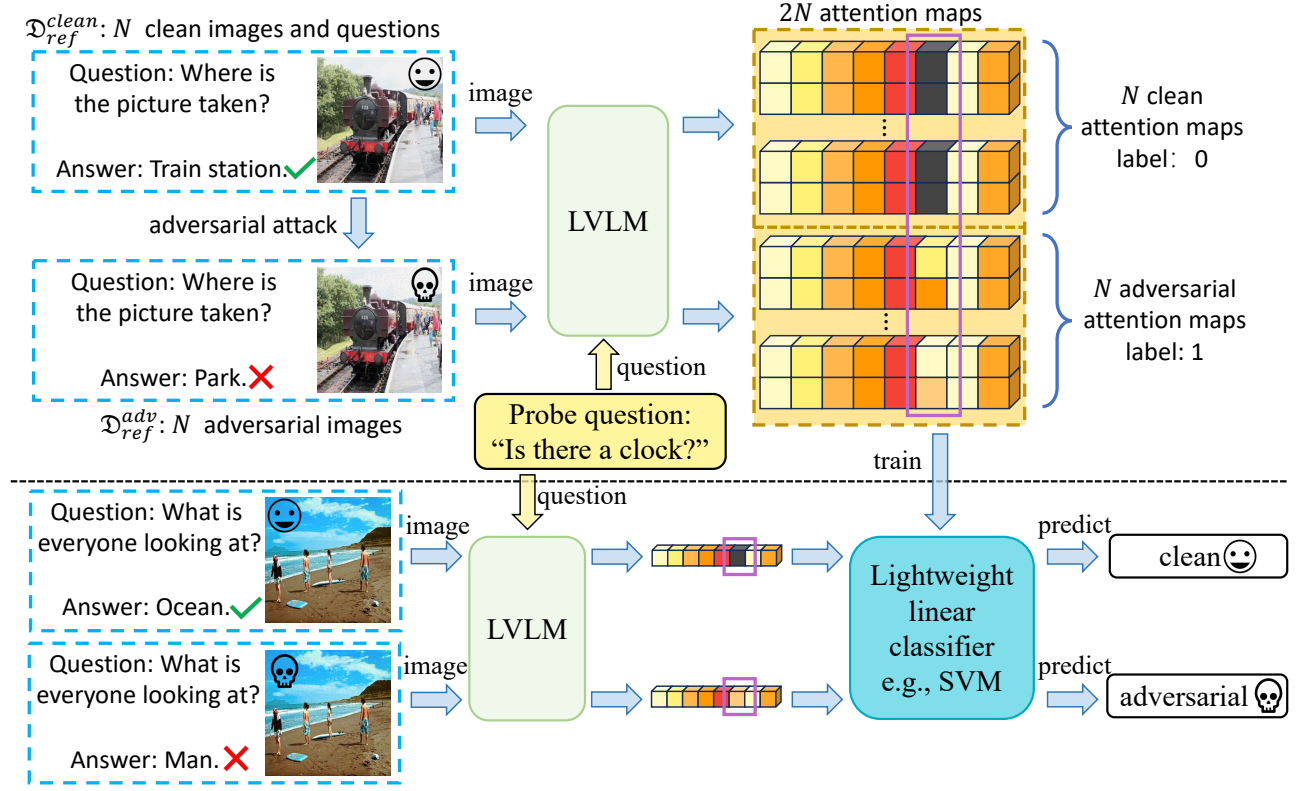 𝔇_ref^clean: N clean images and questions
Question: Where is
the picture taken?
Answer: Train station.
image
adversarial attack
Question: Where is
the picture taken?
Answer: Park.
image
𝔇_ref^adv: N adversarial images
LVLM
question
Probe question:
“Is there a clock?”
question
2N attention maps
⋮
⋮
N clean
attention maps
label: 0
N adversarial
attention maps
label: 1
train
Question: What is
everyone looking at?
Answer: Ocean.
image
Question: What is
everyone looking at?
Answer: Man.
image
LVLM
Lightweight
linear
classifier
e.g., SVM
predict
clean
predict
adversarial